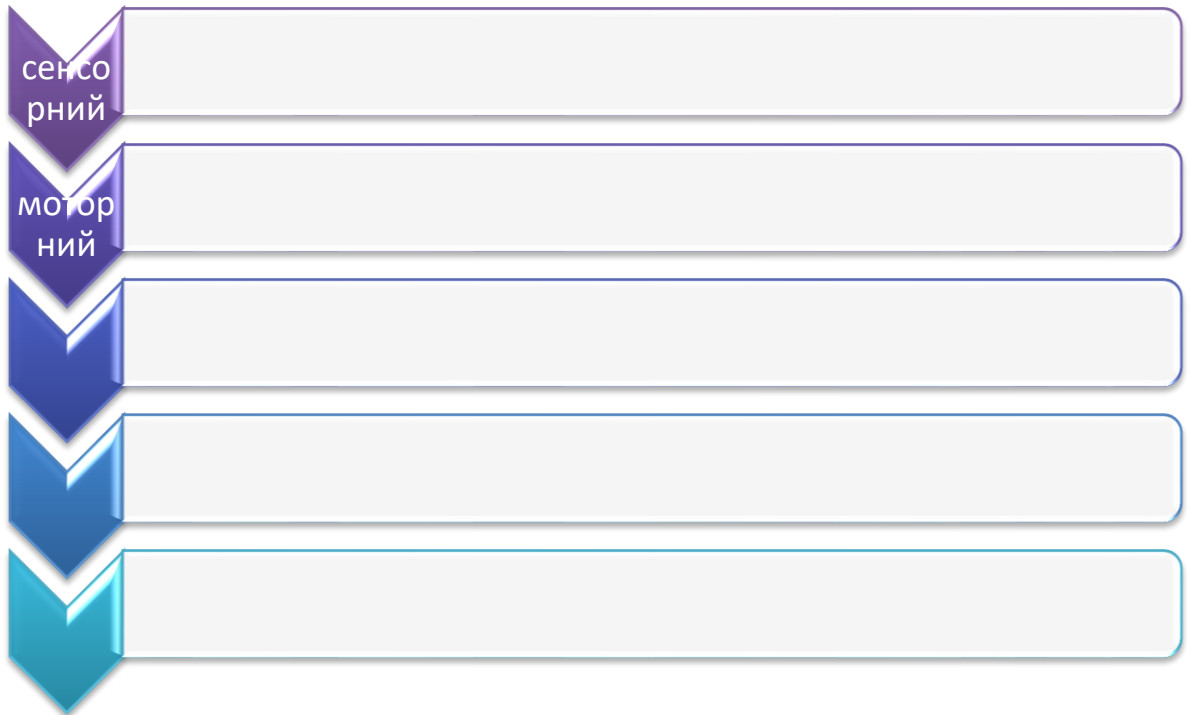 сенсо
рний
мотор
ний